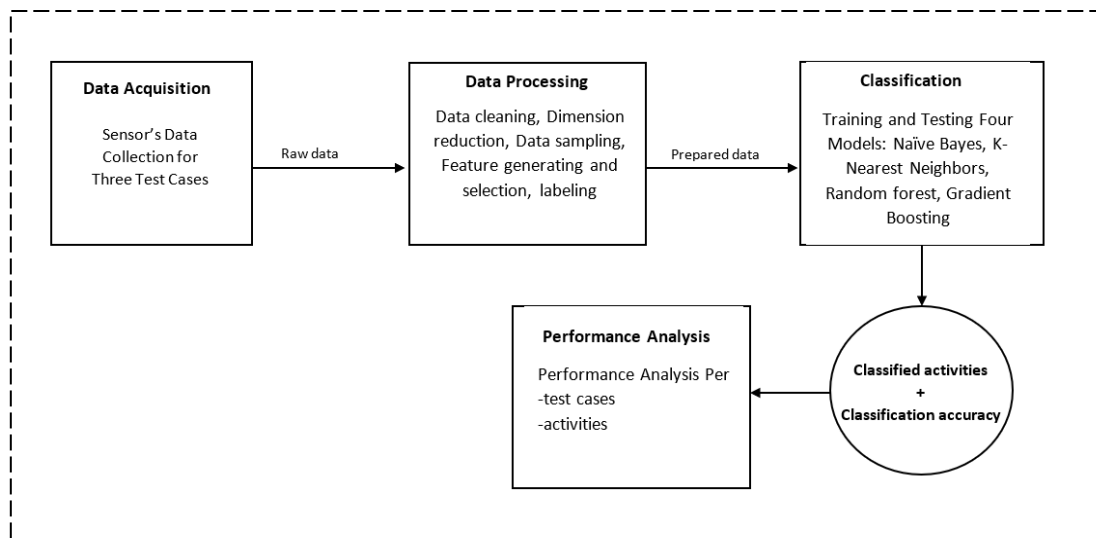 Data Acquisition
Sensor's Data
Collection for
Three Test Cases
Raw data
Data Processing
Data cleaning, Dimension
reduction, Data sampling,
Feature generating and
selection, labeling
Prepared data
Classification
Training and Testing Four
Models: Naïve Bayes, K-
Nearest Neighbors,
Random forest, Gradient
Boosting
Classified activities
+
Classification accuracy
Performance Analysis
Performance Analysis Per
-test cases
-activities